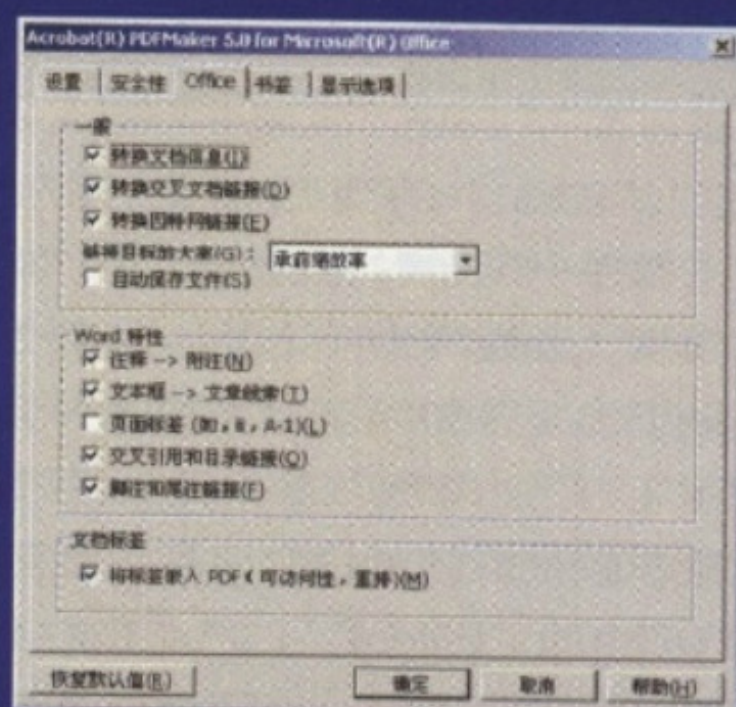 Acrobat(R) PDFMaker 5.0 for Microsoft(R) Office
设置 安全性 Office 书签 显示选项
一般
转换文档信息(I)
转换交叉文档链接(D)
转换因特网链接(E)
链接目标放大率(G): 承前缩放率
自动保存文件(S)
Word 特性
注释 -> 附注(N)
文本框 -> 文章线索(T)
页面标签 (如, A-1)(L)
交叉引用和目录链接(O)
脚注和尾注链接(F)
文档标签
将标签嵌入 PDF (可访问性, 重排)(M)
恢复默认值(R) 确定 取消 帮助(H)